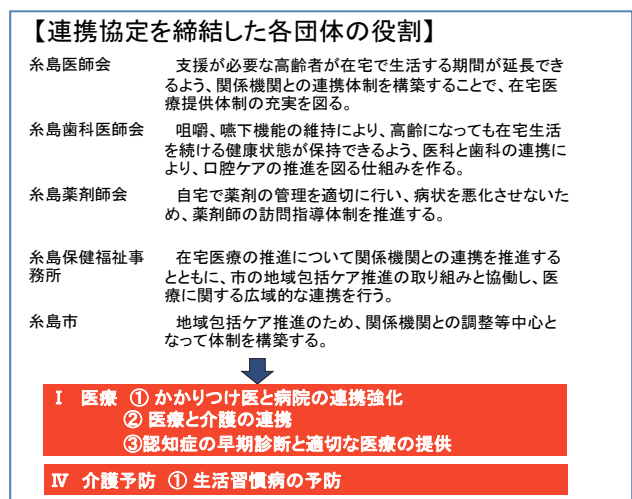 【連携協定を締結した各団体の役割】
糸島医師会 支援が必要な高齢者が在宅で生活する期間が延長でき
るよう、関係機関との連携体制を構築することで、在宅医
療提供体制の充実を図る。
糸島歯科医師会 咀嚼、嚥下機能の維持により、高齢になっても在宅生活
を続ける健康状態が保持できるよう、医科と歯科の連携に
より、口腔ケアの推進を図る仕組みを作る。
糸島薬剤師会 自宅で薬剤の管理を適切に行い、病状を悪化させないた
め、薬剤師の訪問指導体制を推進する。
糸島保健福祉事 在宅医療の推進について関係機関との連携を推進する
務所 とともに、市の地域包括ケア推進の取り組みと協働し、医
療に関する広域的な連携を行う。
糸島市 地域包括ケア推進のため、関係機関との調整等中心と
なって体制を構築する。
Ⅰ 医療 ① かかりつけ医と病院の連携強化
② 医療と介護の連携
③認知症の早期診断と適切な医療の提供
Ⅳ 介護予防 ① 生活習慣病の予防